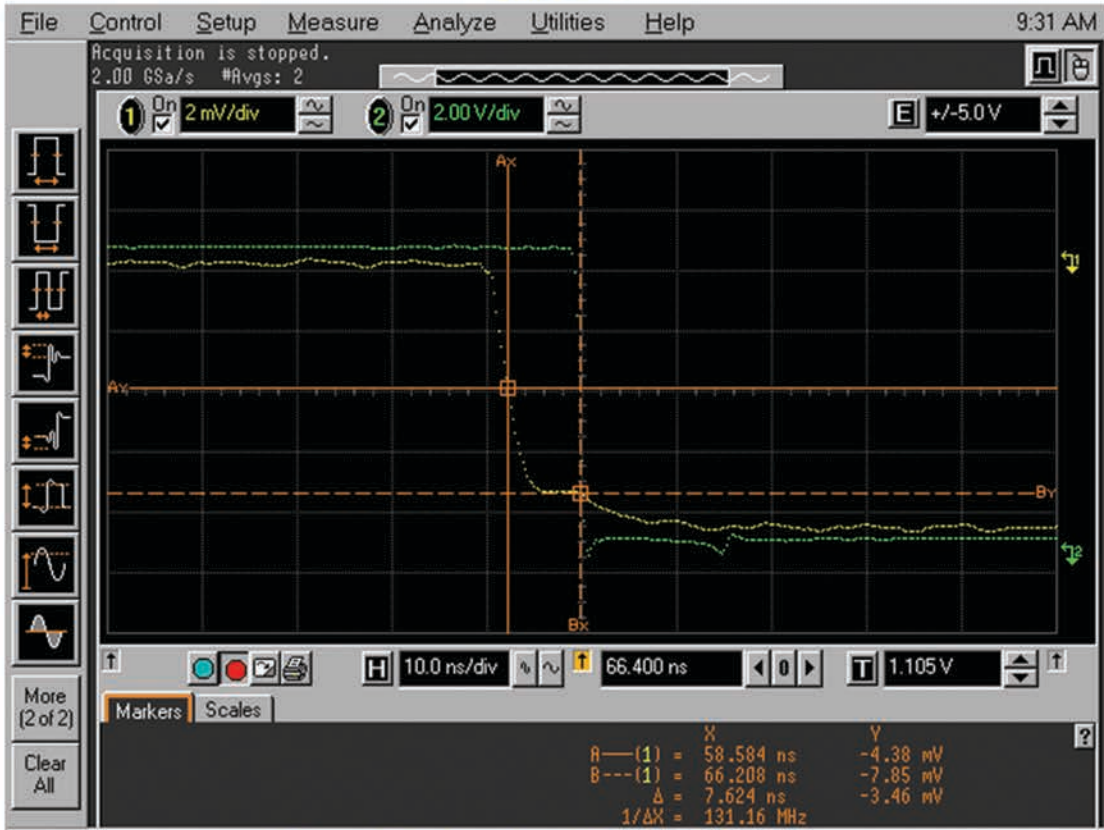 File Control Setup Measure Analyze Utilities Help 9:31 AM
Acquisition is stopped.
2.00 GSa/s #Avgs: 2
1 On 2 mV/div 2 On 2.00 V/div E +/-5.0 V
Ax
1
Ay
By
2
Bx
H 10.0 ns/div 66.400 ns 0 T 1.105 V
More
(2 of 2)
Clear
All
Markers Scales
?
X Y
A—(1) = 58.584 ns -4.38 mV
B---(1) = 66.208 ns -7.85 mV
Δ = 7.624 ns -3.46 mV
1/ΔX = 131.16 MHz